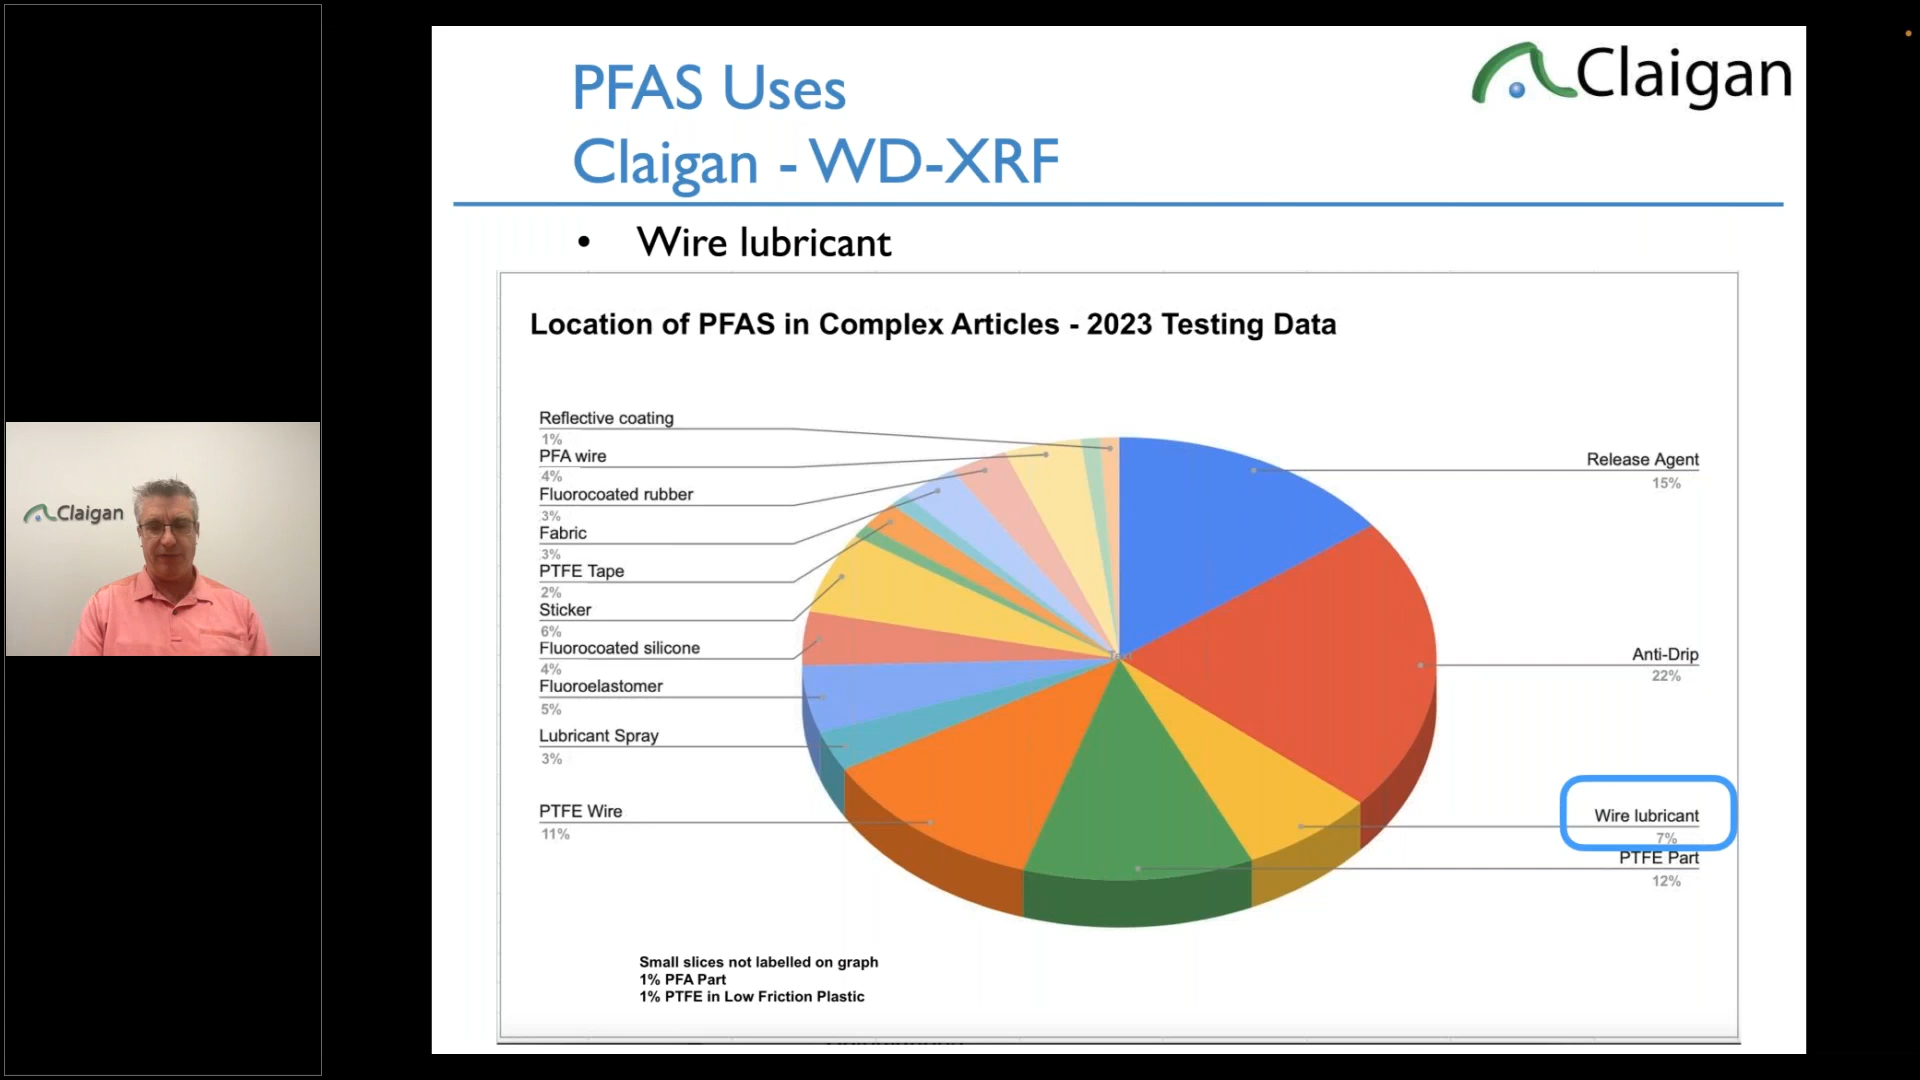 Claigan
PFAS Uses
Claigan - WD-XRF
Claigan
• Wire lubricant
Location of PFAS in Complex Articles - 2023 Testing Data
Reflective coating
1%
PFA wire
4%
Fluorocoated rubber
3%
Fabric
3%
PTFE Tape
2%
Sticker
6%
Fluorocoated silicone
4%
Fluoroelastomer
5%
Lubricant Spray
3%
PTFE Wire
11%
Text
Release Agent
15%
Anti-Drip
22%
Wire lubricant
7%
PTFE Part
12%
Small slices not labelled on graph
1% PFA Part
1% PTFE in Low Friction Plastic